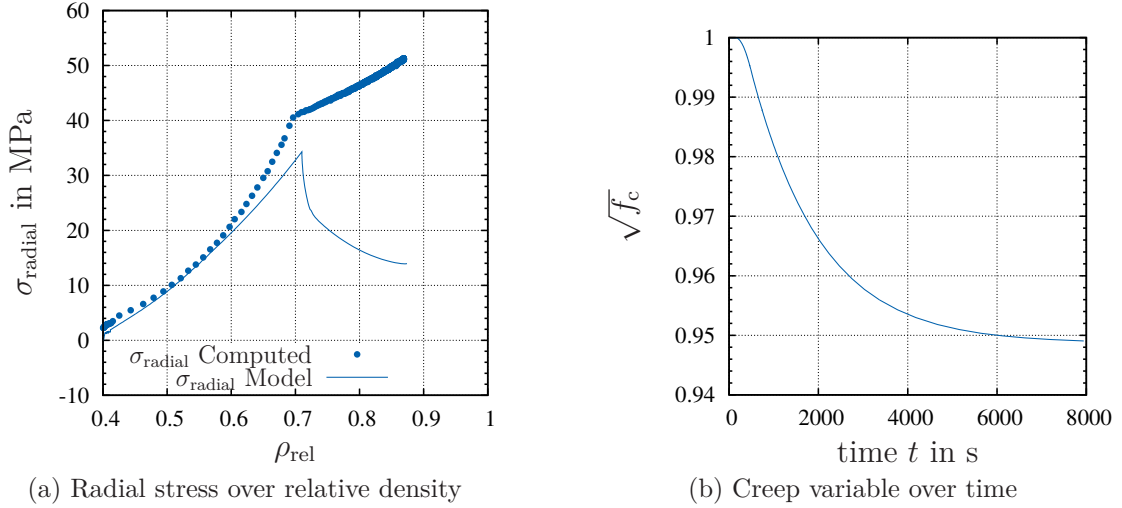 60
50
40
30
20
10
0
-10
σradial in MPa
σradial Computed
σradial Model
0.4 0.5 0.6 0.7 0.8 0.9 1
ρrel
(a) Radial stress over relative density
1
0.99
0.98
0.97
0.96
0.95
0.94
√fc
0 2000 4000 6000 8000
time t in s
(b) Creep variable over time